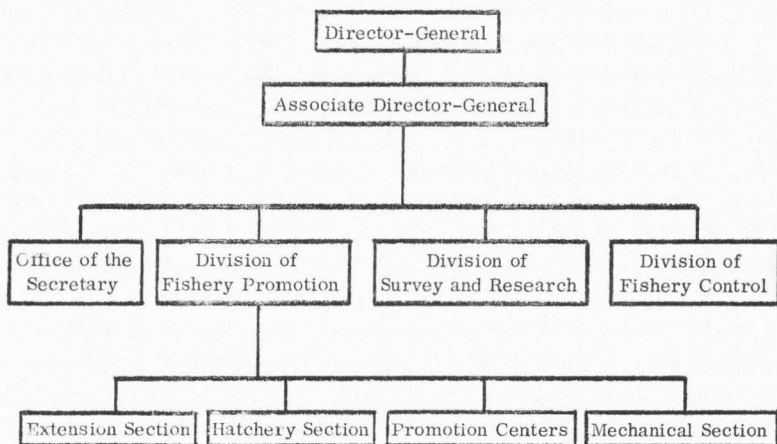 Director-General
Associate Director-General
Office of the
Secretary
Division of
Fishery Promotion
Division of
Survey and Research
Division of
Fishery Control
Extension Section
Hatchery Section
Promotion Centers
Mechanical Section